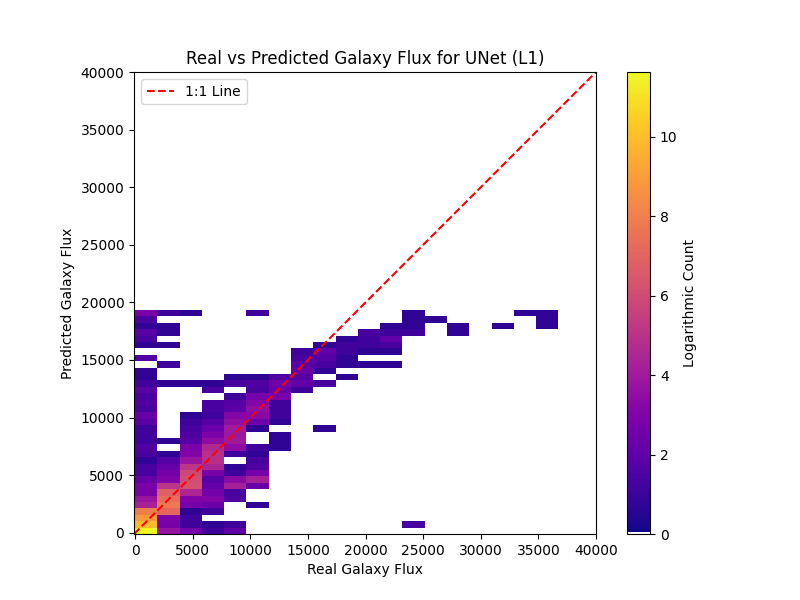 Real vs Predicted Galaxy Flux for UNet (L1)
1:1 Line
40000
35000
30000
25000
20000
15000
10000
5000
0
Predicted Galaxy Flux
0 5000 10000 15000 20000 25000 30000 35000 40000
Real Galaxy Flux
10
8
6
4
2
0
Logarithmic Count